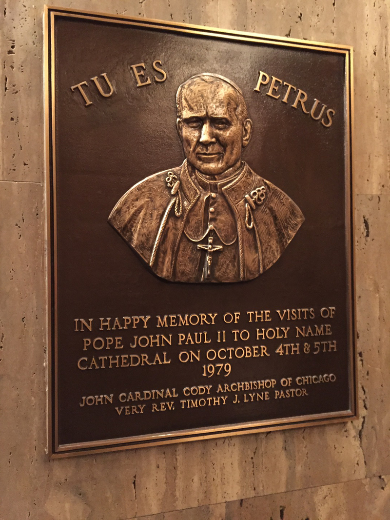 TU ES PETRUS
IN HAPPY MEMORY OF THE VISITS OF
POPE JOHN PAUL II TO HOLY NAME
CATHEDRAL ON OCTOBER 4TH & 5TH
1979
JOHN CARDINAL CODY ARCHBISHOP OF CHICAGO
VERY REV. TIMOTHY J. LYNE PASTOR